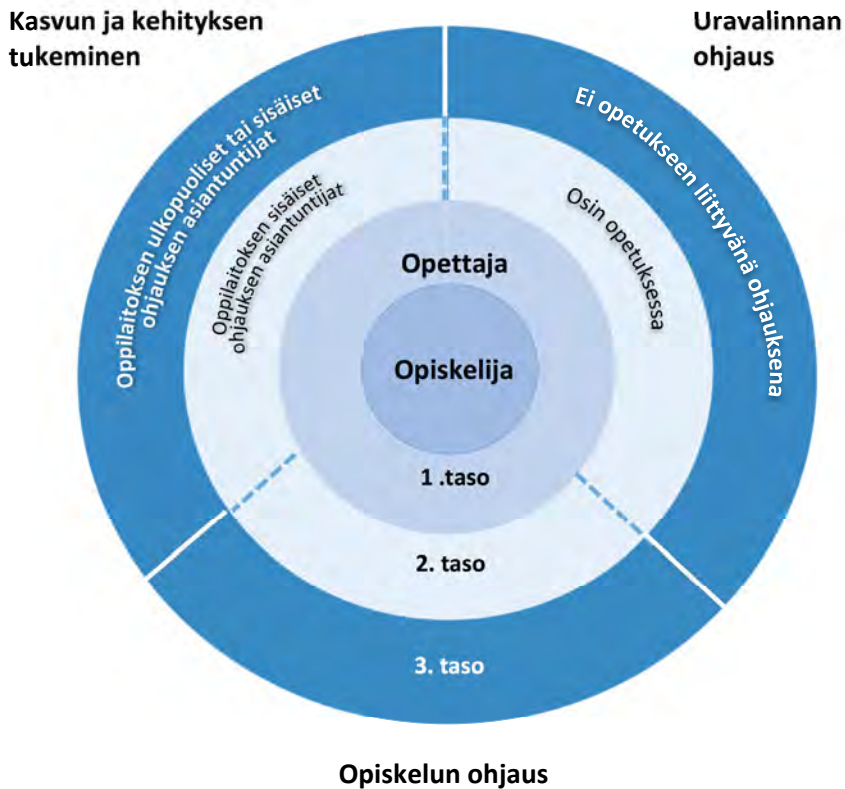 Kasvun ja kehityksen
tukeminen
Uravalinnan
ohjaus
Oppilaitoksen ulkopuoliset tai sisäiset
ohjauksen asiantuntijat
Oppilaitoksen sisäiset
ohjauksen asiantuntijat
Ei opetukseen liittyvänä ohjauksena
Osin opetuksessa
Opettaja
Opiskelija
1 .taso
2. taso
3. taso
Opiskelun ohjaus